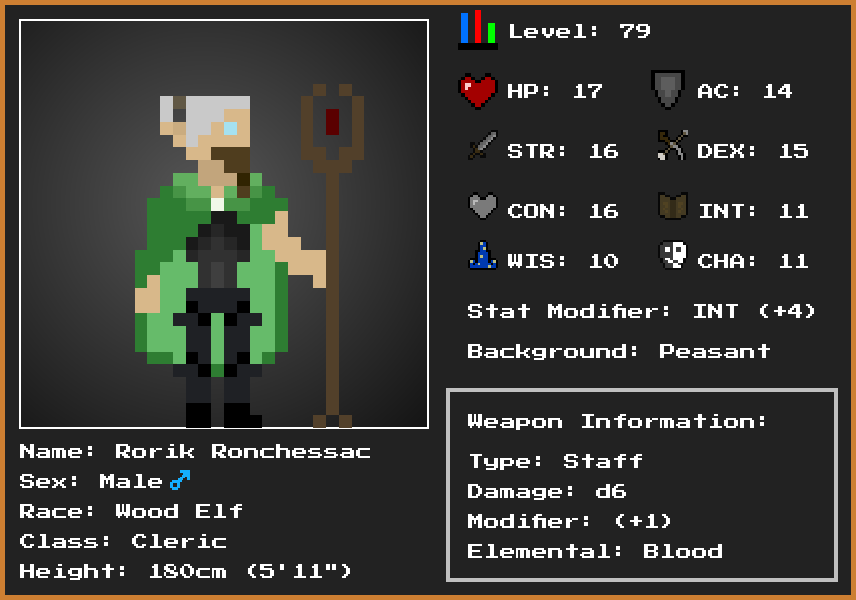 Level: 79
HP: 17 AC: 14
STR: 16 DEX: 15
CON: 16 INT: 11
WIS: 10 CHA: 11
Stat Modifier: INT (+4)
Background: Peasant
Weapon Information:
Type: Staff
Damage: d6
Modifier: (+1)
Elemental: Blood
Name: Rorik Ronchessac
Sex: Male ♂
Race: Wood Elf
Class: Cleric
Height: 180cm (5'11")